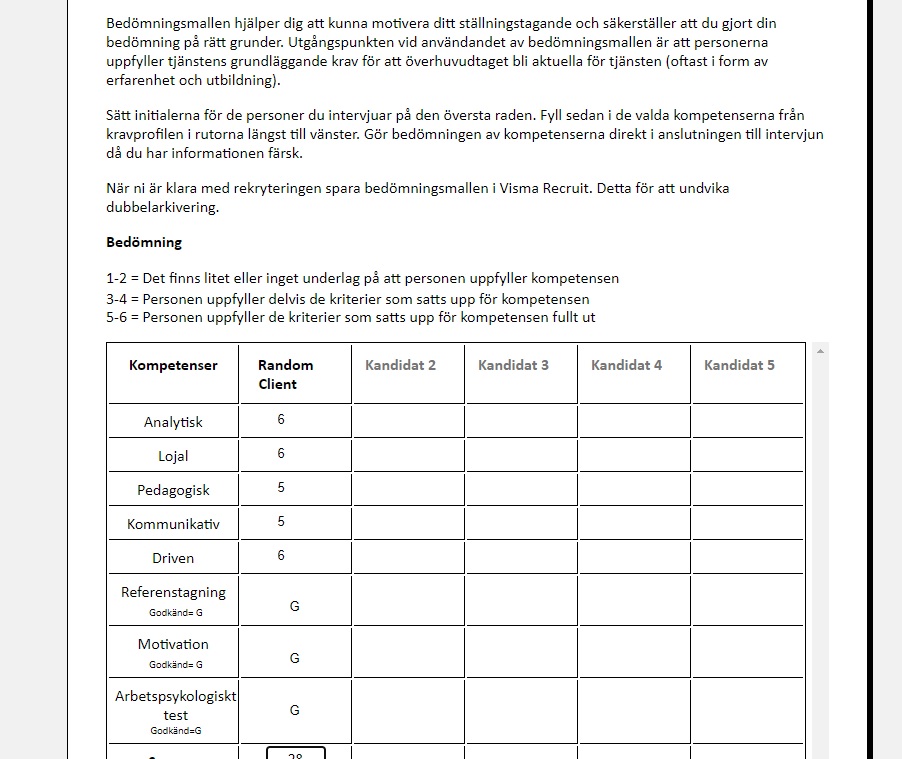 Bedömningsmallen hjälper dig att kunna motivera ditt ställningstagande och säkerställer att du gjort din
bedömning på rätt grunder. Utgångspunkten vid användandet av bedömningsmallen är att personerna
uppfyller tjänstens grundläggande krav för att överhuvudtaget bli aktuella för tjänsten (oftast i form av
erfarenhet och utbildning).
Sätt initialerna för de personer du intervjuar på den översta raden. Fyll sedan i de valda kompetenserna från
kravprofilen i rutorna längst till vänster. Gör bedömningen av kompetenserna direkt i anslutningen till intervjun
då du har informationen färsk.
När ni är klara med rekryteringen spara bedömningsmallen i Visma Recruit. Detta för att undvika
dubbelarkivering.
Bedömning
1-2 = Det finns litet eller inget underlag på att personen uppfyller kompetensen
3-4 = Personen uppfyller delvis de kriterier som satts upp för kompetensen
5-6 = Personen uppfyller de kriterier som satts upp för kompetensen fullt ut
Kompetenser Random Client Kandidat 2 Kandidat 3 Kandidat 4 Kandidat 5
Analytisk 6
Lojal 6
Pedagogisk 5
Kommunikativ 5
Driven 6
Referenstagning
Godkänd= G G
Motivation
Godkänd= G G
Arbetspsykologiskt
test G
Godkänd=G